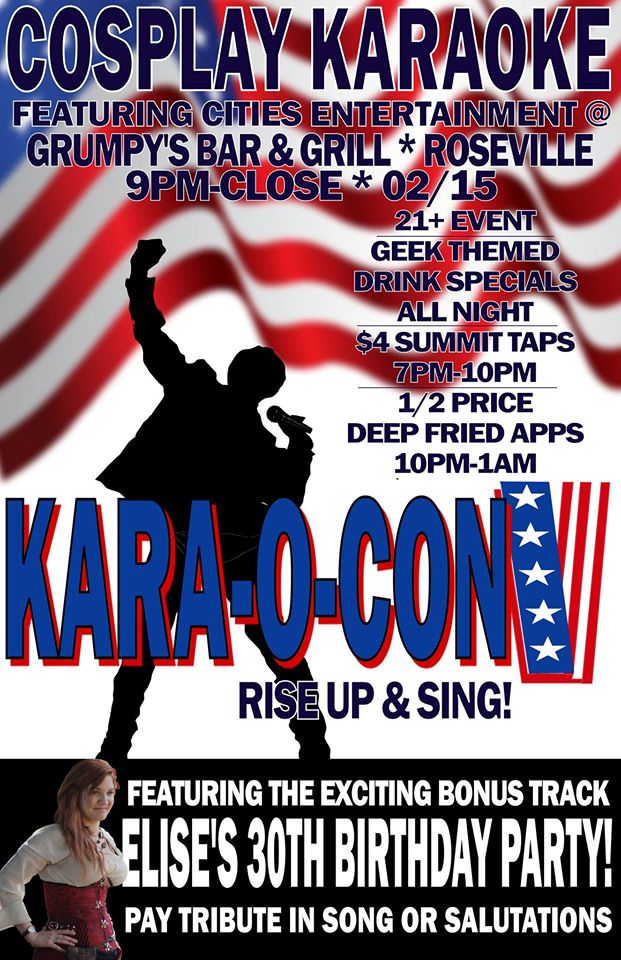 COSPLAY KARAOKE
FEATURING CITIES ENTERTAINMENT @
GRUMPY'S BAR & GRILL * ROSEVILLE
9PM-CLOSE * 02/15
21+ EVENT
GEEK THEMED
DRINK SPECIALS
ALL NIGHT
$4 SUMMIT TAPS
7PM-10PM
1/2 PRICE
DEEP FRIED APPS
10PM-1AM
KARA-O-CON V
RISE UP & SING!
FEATURING THE EXCITING BONUS TRACK
ELISE'S 30TH BIRTHDAY PARTY!
PAY TRIBUTE IN SONG OR SALUTATIONS